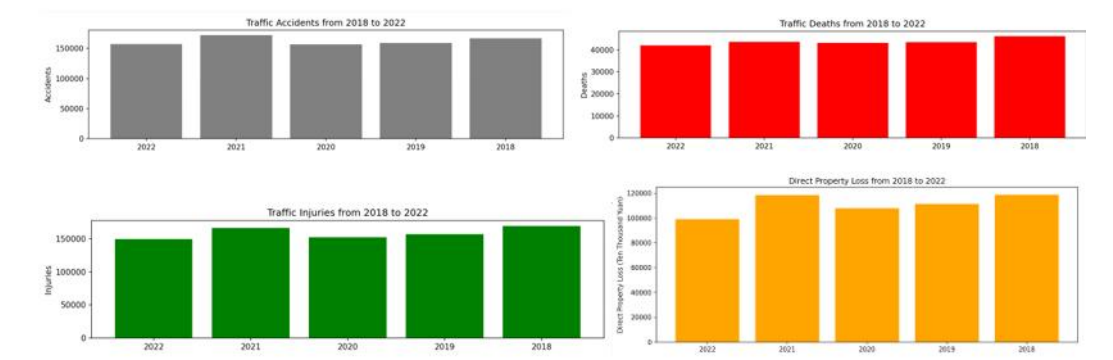 Traffic Accidents from 2018 to 2022
Accidents
150000
100000
50000
0
2022 2021 2020 2019 2018
Traffic Deaths from 2018 to 2022
Deaths
40000
30000
20000
10000
0
2022 2021 2020 2019 2018
Traffic Injuries from 2018 to 2022
Injuries
150000
100000
50000
0
2022 2021 2020 2019 2018
Direct Property Loss from 2018 to 2022
Direct Property Loss (Ten Thousand Yuan)
120000
100000
80000
60000
40000
20000
0
2022 2021 2020 2019 2018